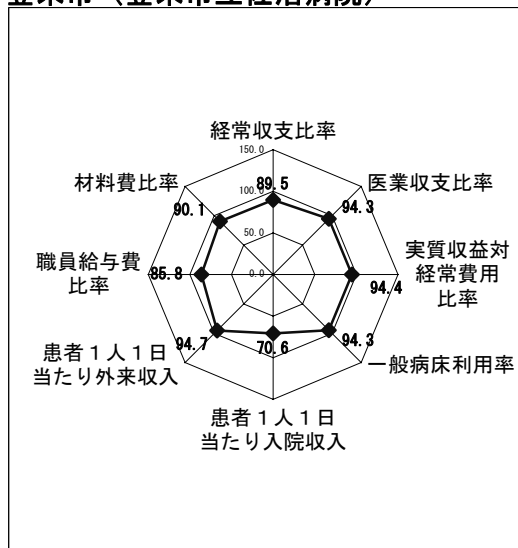 経常収支比率
150.0
100.0
50.0
0.0
89.5
医業収支比率
94.3
実質収益対
経常費用
比率
94.4
一般病床利用率
94.3
患者1人1日
当たり入院収入
70.6
患者1人1日
当たり外来収入
94.7
職員給与費
比率
85.8
材料費比率
90.1